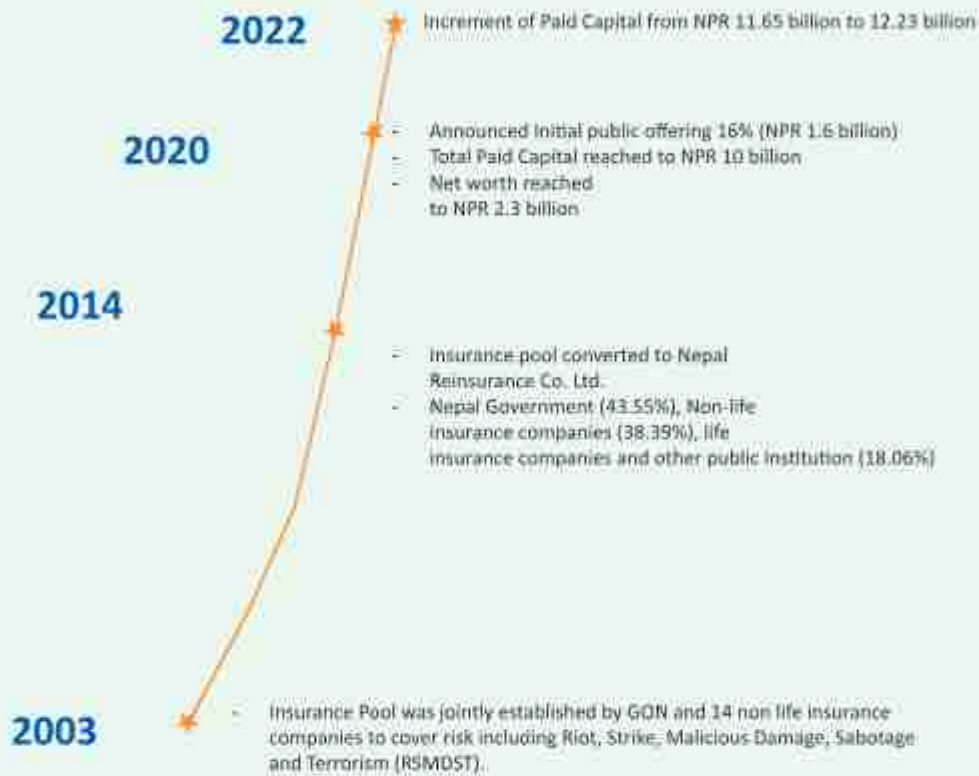 2022
Increment of Paid Capital from NPR 11.65 billion to 12.23 billion
2020
- Announced Initial public offering 16% (NPR 1.6 billion)
- Total Paid Capital reached to NPR 10 billion
- Net worth reached
to NPR 2.3 billion
2014
- Insurance pool converted to Nepal
Reinsurance Co. Ltd.
- Nepal Government (43.55%), Non-life
insurance companies (38.39%), life
insurance companies and other public institution (18.06%)
2003
- Insurance Pool was jointly established by GON and 14 non life insurance
companies to cover risk including Riot, Strike, Malicious Damage, Sabotage
and Terrorism (RSMDST).